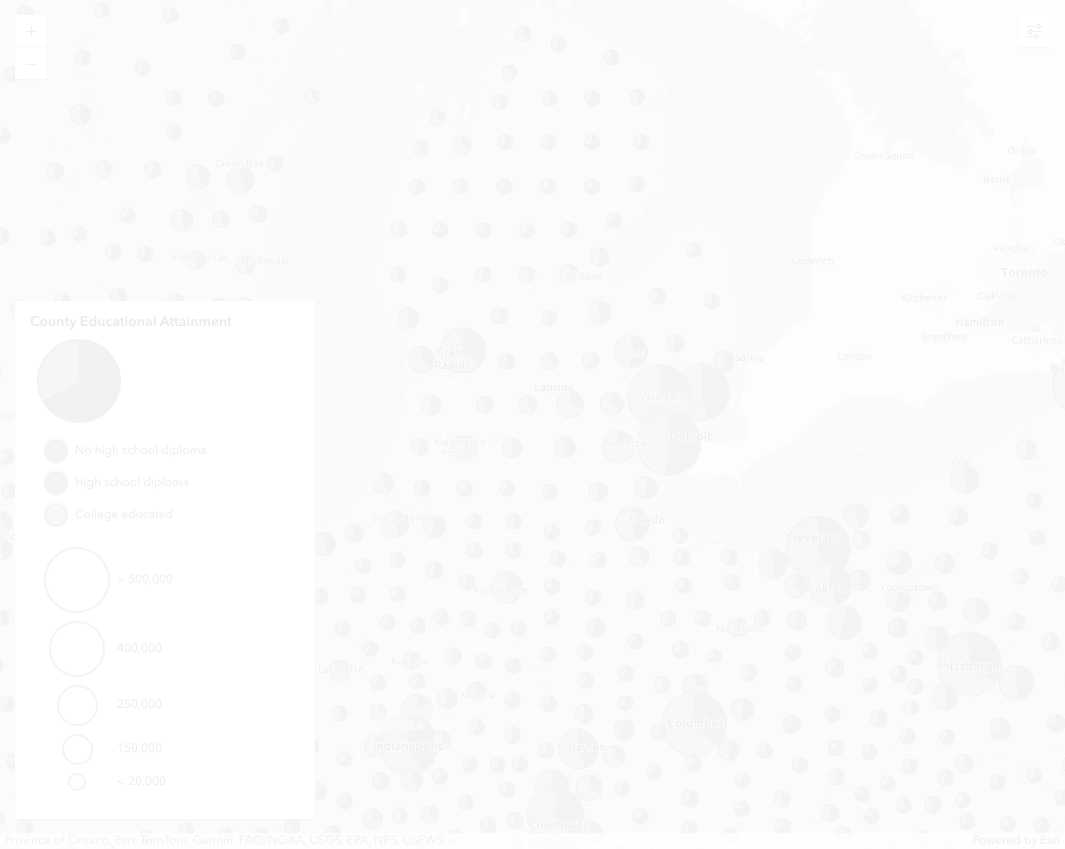 +
−
Green Bay
Owen Sound
Orillia
Barrie
Fond du Lac
Sheboygan
Midland
Goderich
Vaughan
Toronto
Kitchener
Oakville
Hamilton
Brantford
St.
Catharines
County Educational Attainment
Grand
Rapids
Sarnia
London
Lansing
Waterford
Detroit
Kalamazoo
Portage
No high school diploma
High school diploma
College educated
Erie
South Bend
Toledo
Cleveland
Akron
Youngstown
Fort Wayne
> 500,000
400,000
250,000
150,000
< 20,000
Mansfield
Kokomo
Lafayette
Muncie
Pittsburgh
Columbus
Indianapolis
Dayton
Cincinnati
Province of Ontario, Esri, TomTom, Garmin, FAO, NOAA, USGS, EPA, NPS, USFWS
Powered by Esri